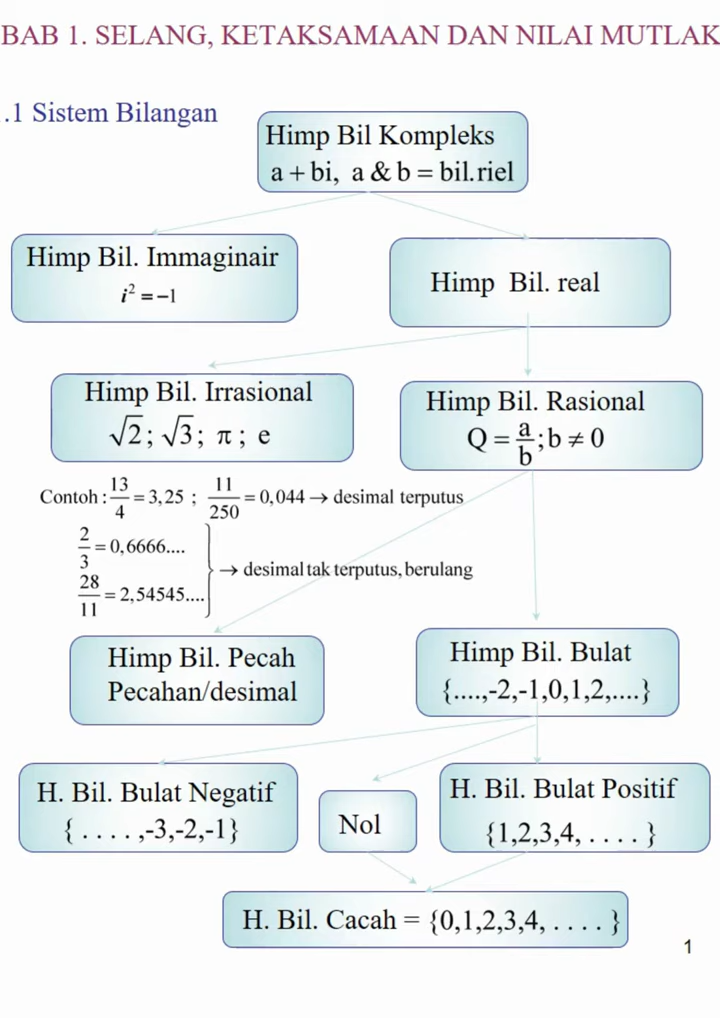 BAB 1. SELANG, KETAKSAMAAN DAN NILAI MUTLAK
.1 Sistem Bilangan
Himp Bil Kompleks
a + bi, a & b = bil.riel
Himp Bil. Immaginair
i² = −1
Himp Bil. real
Himp Bil. Irrasional
√2; √3; π; e
Himp Bil. Rasional
Q = a/b; b ≠ 0
Contoh: 13/4 = 3,25 ; 11/250 = 0,044 → desimal terputus
2/3 = 0,6666....
28/11 = 2,54545....
→ desimal tak terputus, berulang
Himp Bil. Pecah
Pecahan/desimal
Himp Bil. Bulat
{....,-2,-1,0,1,2,....}
H. Bil. Bulat Negatif
{ . . . . ,-3,-2,-1}
Nol
H. Bil. Bulat Positif
{1,2,3,4, . . . . }
H. Bil. Cacah = {0,1,2,3,4, . . . . }
1